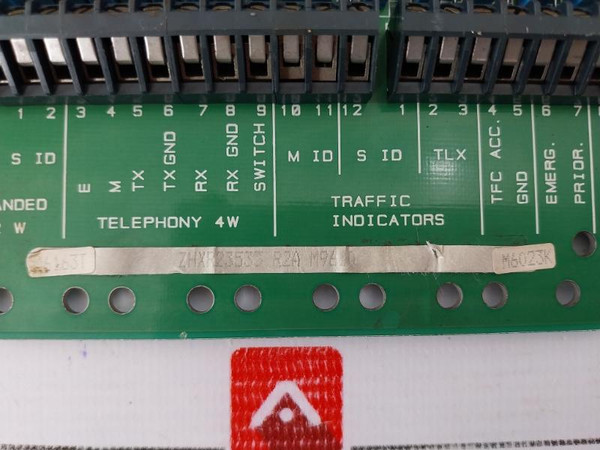 1 2 3 4 5 6 7 8 9 10 11 12 1 2 3 4 5 6 7
S ID
E
M
TX
TX GND
RX
RX GND
SWITCH
M ID
S ID
TLX
TFC ACC.
GND
EMERG.
PRIOR.
ANDED
W
TELEPHONY 4W
TRAFFIC
INDICATORS
R2A
M6023K